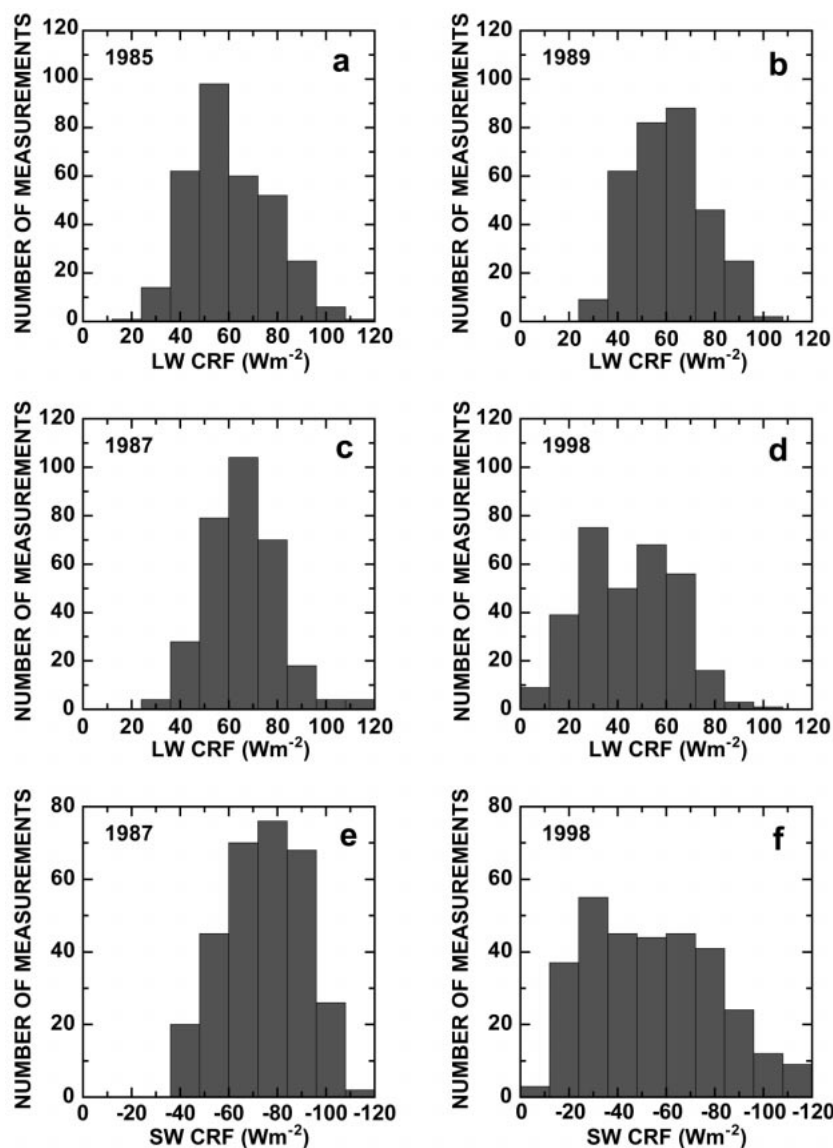 1985 a
NUMBER OF MEASUREMENTS
120
100
80
60
40
20
0
0 20 40 60 80 100 120
LW CRF (Wm-2)
1989 b
NUMBER OF MEASUREMENTS
120
100
80
60
40
20
0
0 20 40 60 80 100 120
LW CRF (Wm-2)
1987 c
NUMBER OF MEASUREMENTS
120
100
80
60
40
20
0
0 20 40 60 80 100 120
LW CRF (Wm-2)
1998 d
NUMBER OF MEASUREMENTS
120
100
80
60
40
20
0
0 20 40 60 80 100 120
LW CRF (Wm-2)
1987 e
NUMBER OF MEASUREMENTS
80
60
40
20
0
0 -20 -40 -60 -80 -100 -120
SW CRF (Wm-2)
1998 f
NUMBER OF MEASUREMENTS
80
60
40
20
0
0 -20 -40 -60 -80 -100 -120
SW CRF (Wm-2)